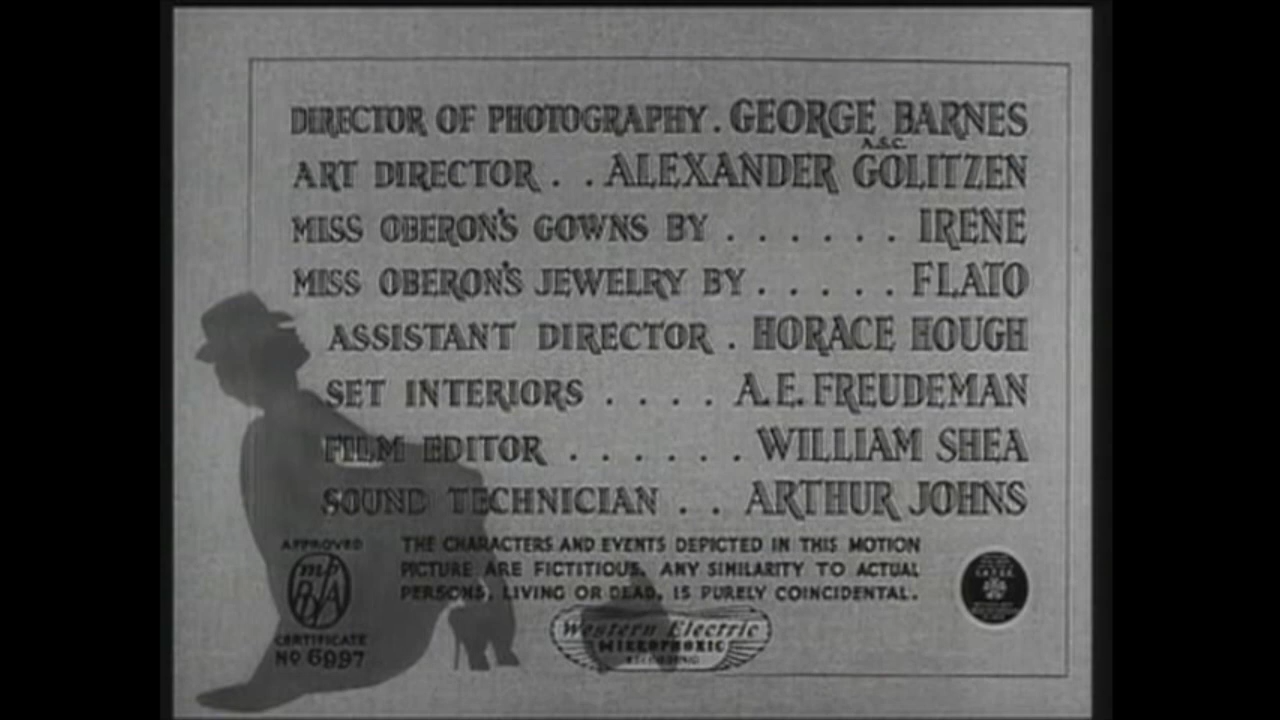 DIRECTOR OF PHOTOGRAPHY . GEORGE BARNES
A.S.C.
ART DIRECTOR . . ALEXANDER GOLITZEN
MISS OBERON'S GOWNS BY . . . . . . IRENE
MISS OBERON'S JEWELRY BY . . . . . FLATO
ASSISTANT DIRECTOR . HORACE HOUGH
SET INTERIORS . . . . A. E. FREUDEMAN
FILM EDITOR . . . . . . WILLIAM SHEA
SOUND TECHNICIAN . . ARTHUR JOHNS
THE CHARACTERS AND EVENTS DEPICTED IN THIS MOTION
PICTURE ARE FICTITIOUS. ANY SIMILARITY TO ACTUAL
PERSONS, LIVING OR DEAD, IS PURELY COINCIDENTAL.
APPROVED
MP
PDA
CERTIFICATE
NO 6997
Western Electric
MIRROPHONIC
RECORDING